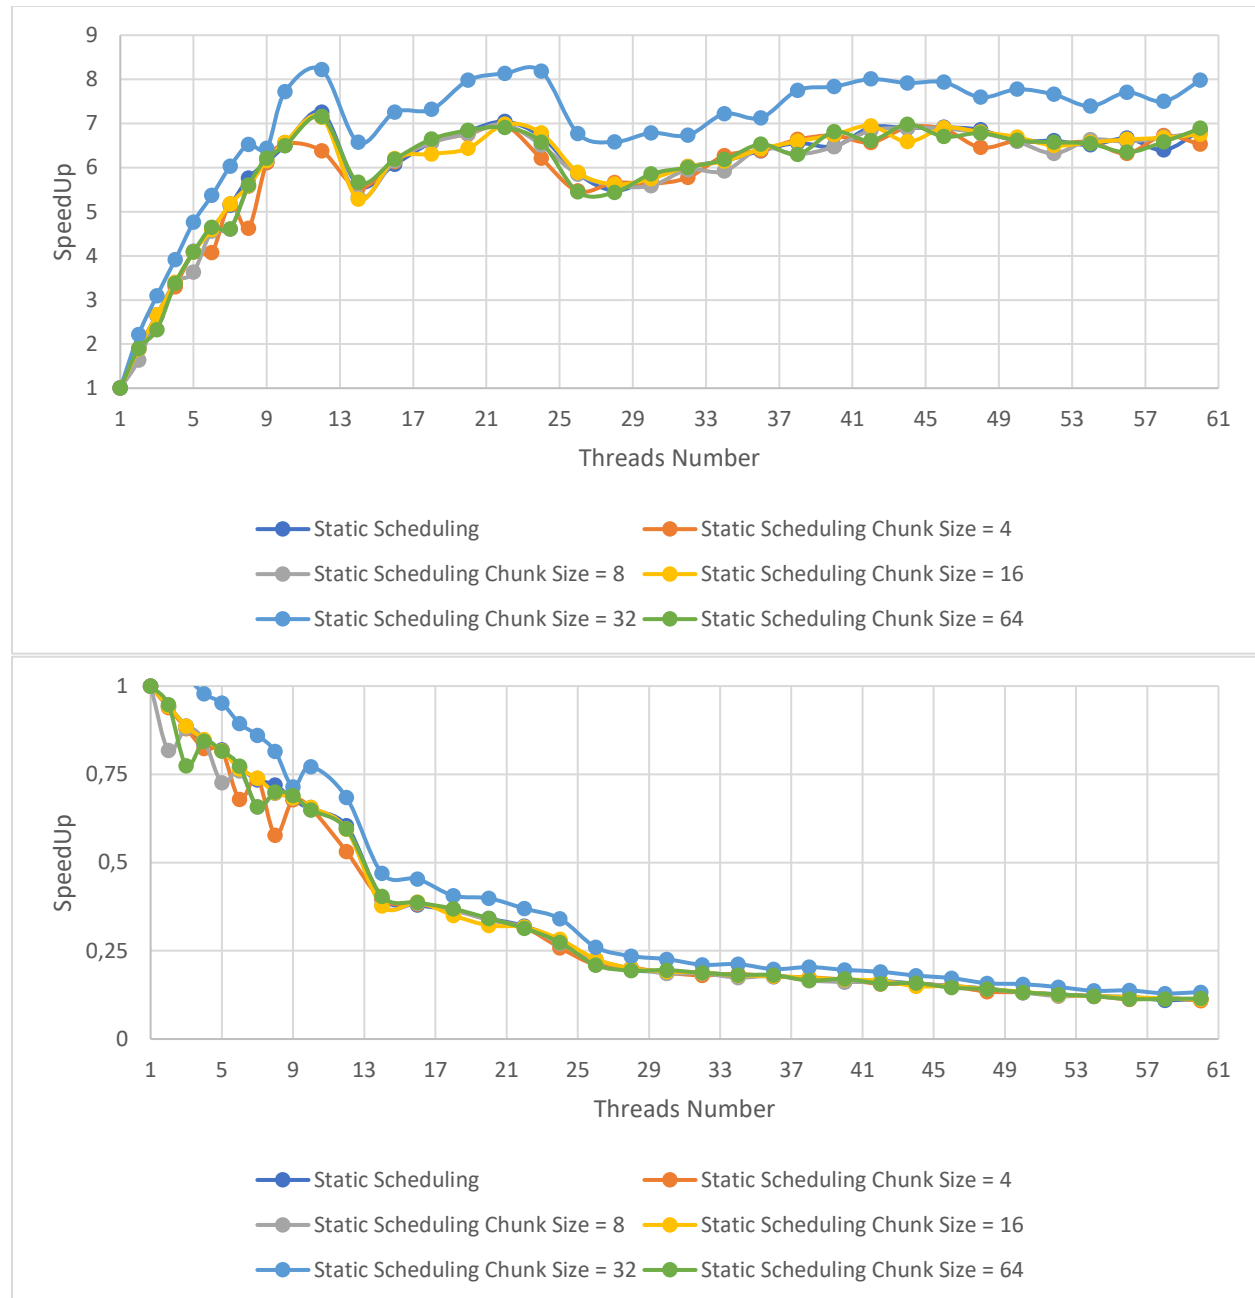 9
8
7
6
5
4
3
2
1
SpeedUp
1 5 9 13 17 21 25 29 33 37 41 45 49 53 57 61
Threads Number
Static Scheduling Static Scheduling Chunk Size = 4
Static Scheduling Chunk Size = 8 Static Scheduling Chunk Size = 16
Static Scheduling Chunk Size = 32 Static Scheduling Chunk Size = 64
1
0,75
0,5
0,25
0
SpeedUp
1 5 9 13 17 21 25 29 33 37 41 45 49 53 57 61
Threads Number
Static Scheduling Static Scheduling Chunk Size = 4
Static Scheduling Chunk Size = 8 Static Scheduling Chunk Size = 16
Static Scheduling Chunk Size = 32 Static Scheduling Chunk Size = 64